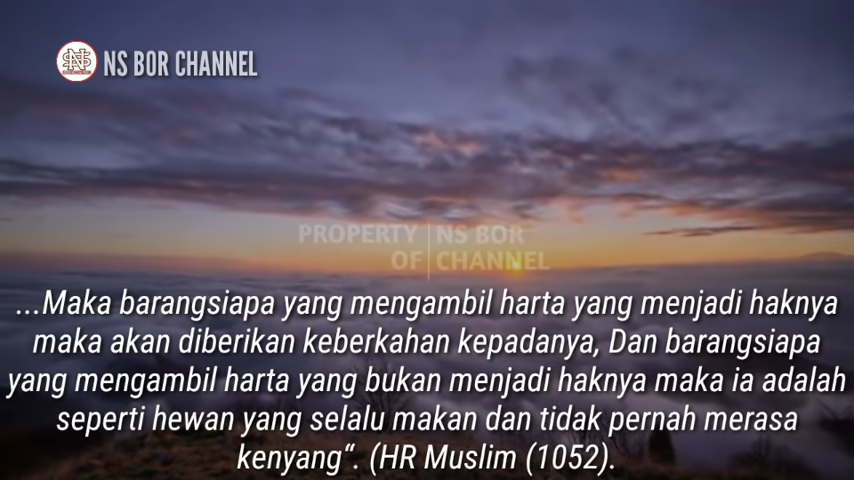 NS BOR CHANNEL
PROPERTY OF | NS BOR CHANNEL
...Maka barangsiapa yang mengambil harta yang menjadi haknya
maka akan diberikan keberkahan kepadanya, Dan barangsiapa
yang mengambil harta yang bukan menjadi haknya maka ia adalah
seperti hewan yang selalu makan dan tidak pernah merasa
kenyang“. (HR Muslim (1052).